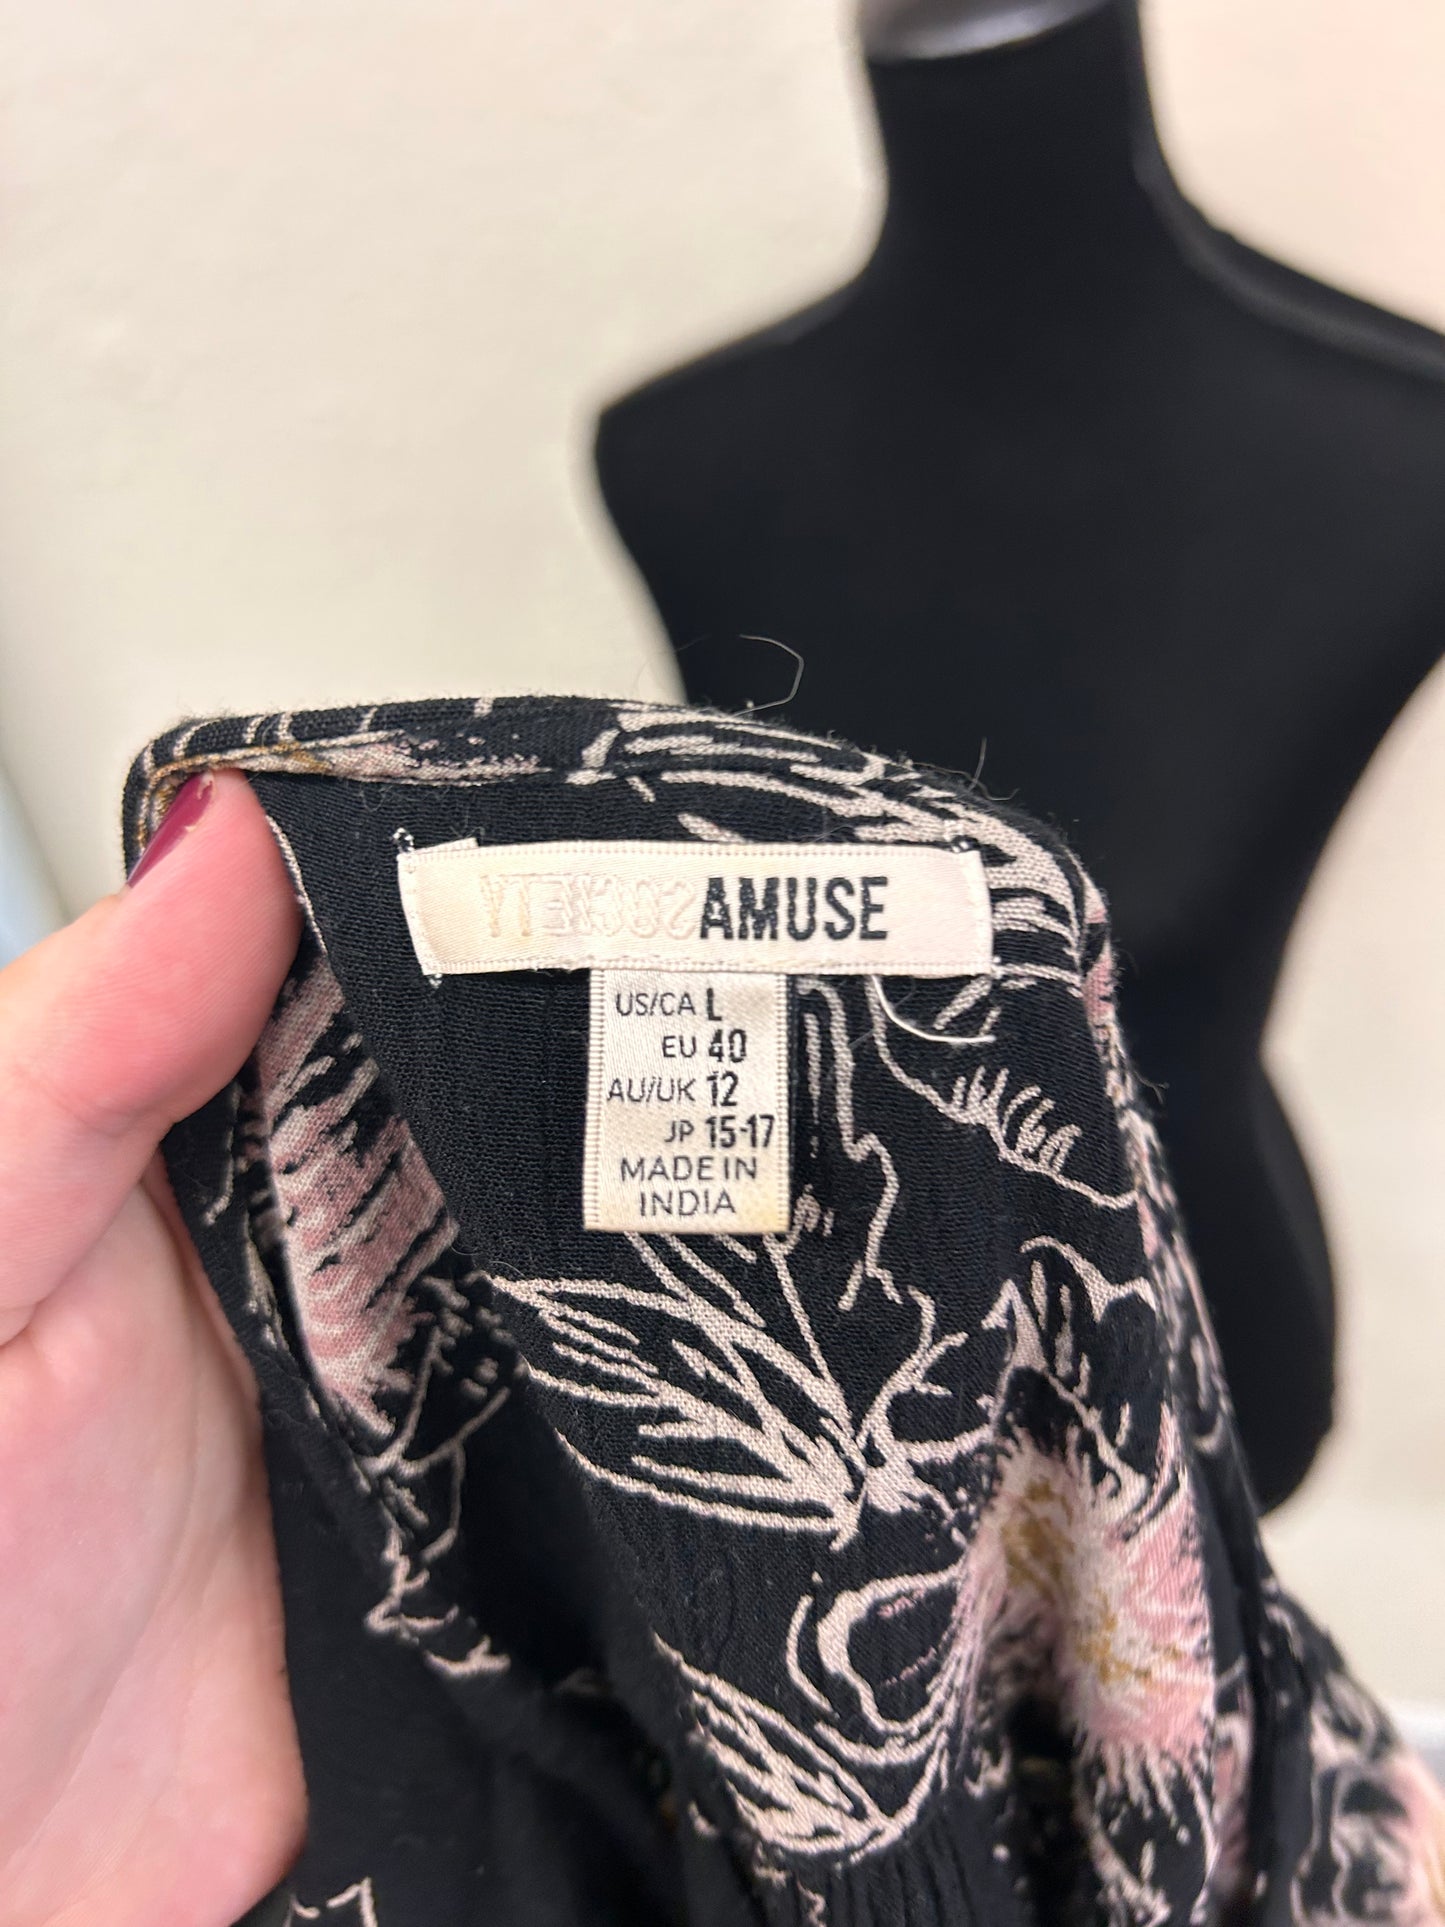 SOCIETY AMUSE
US/CA L
EU 40
AU/UK 12
JP 15-17
MADE IN
INDIA